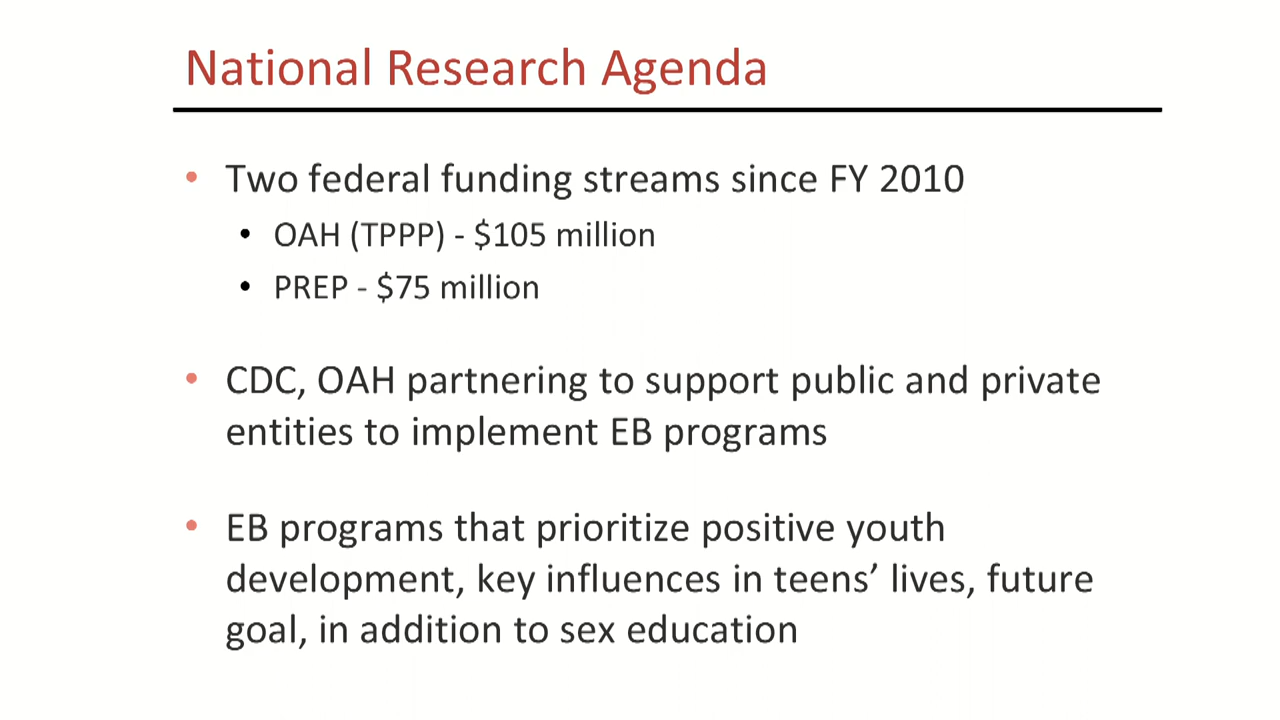 National Research Agenda
• Two federal funding streams since FY 2010
• OAH (TPPP) - $105 million
• PREP - $75 million
• CDC, OAH partnering to support public and private
entities to implement EB programs
• EB programs that prioritize positive youth
development, key influences in teens’ lives, future
goal, in addition to sex education